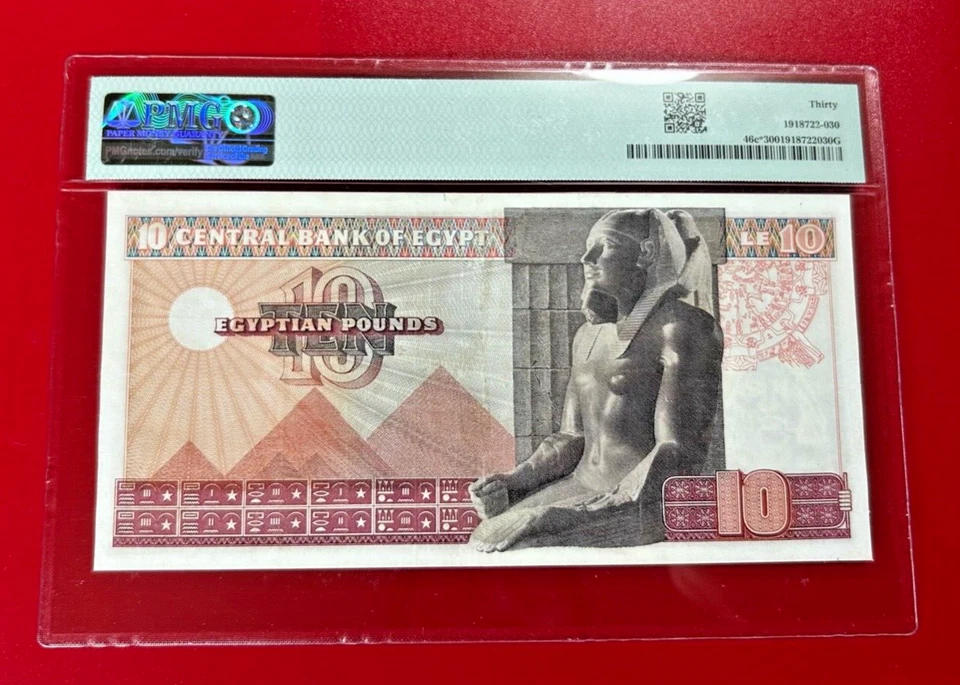 PMG
PAPER MONEY GUARANTY
PMGnotes.com/verify
Thirty
1918722-030
46c*3001918722030G
10 CENTRAL BANK OF EGYPT
LE 10
10
TEN
EGYPTIAN POUNDS
10